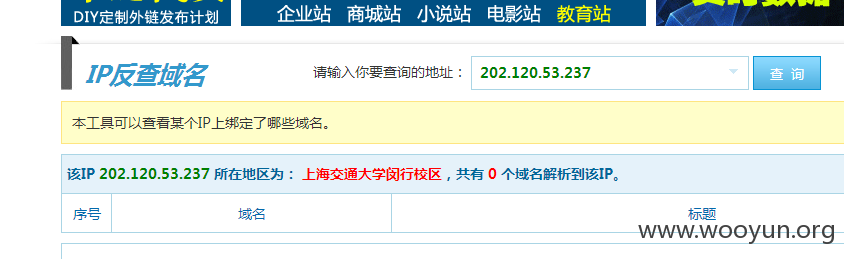 DIY定制外链发布计划
企业站 商城站 小说站 电影站 教育站
IP反查域名
请输入你要查询的地址： 202.120.53.237 查 询
本工具可以查看某个IP上绑定了哪些域名。
该IP 202.120.53.237 所在地区为： 上海交通大学闵行校区，共有 0 个域名解析到该IP。
序号 域名 标题
www.wooyun.org